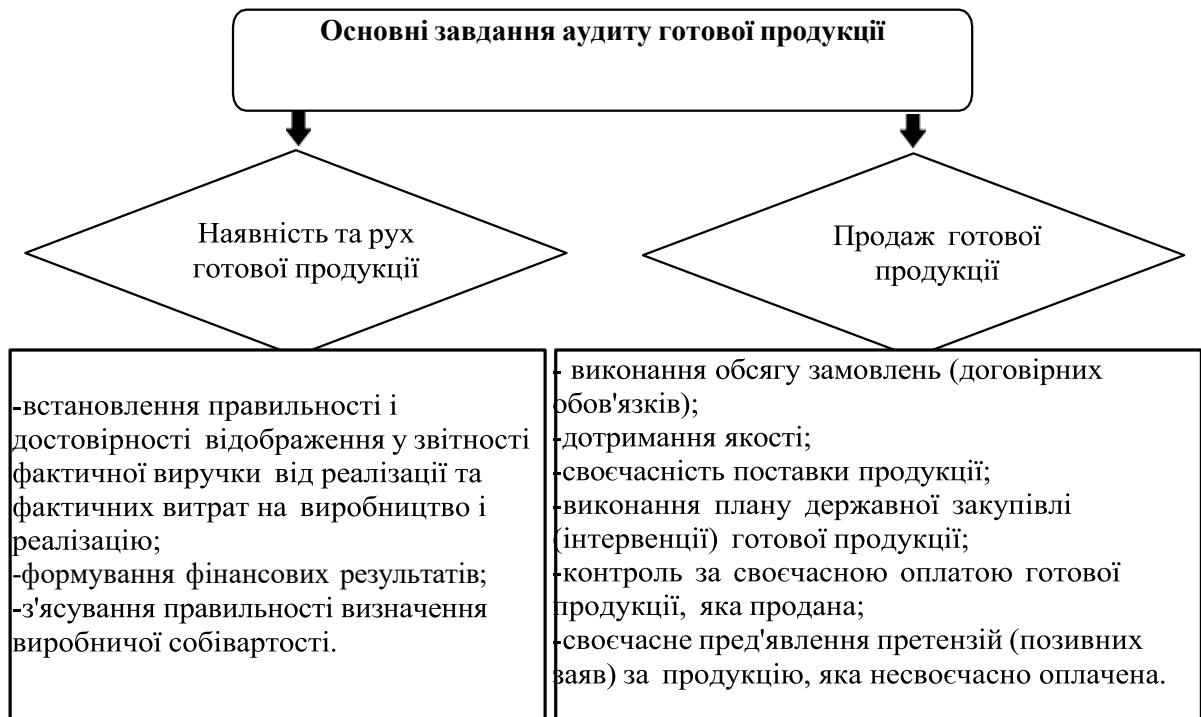 Основні завдання аудиту готової продукції
Наявність та рух
готової продукції
Продаж готової
продукції
-встановлення правильності і
достовірності відображення у звітності
фактичної виручки від реалізації та
фактичних витрат на виробництво і
реалізацію;
-формування фінансових результатів;
-з'ясування правильності визначення
виробничої собівартості.
- виконання обсягу замовлень (договірних
обов'язків);
-дотримання якості;
-своєчасність поставки продукції;
-виконання плану державної закупівлі
(інтервенції) готової продукції;
-контроль за своєчасною оплатою готової
продукції, яка продана;
-своєчасне пред'явлення претензій (позивних
заяв) за продукцію, яка несвоєчасно оплачена.